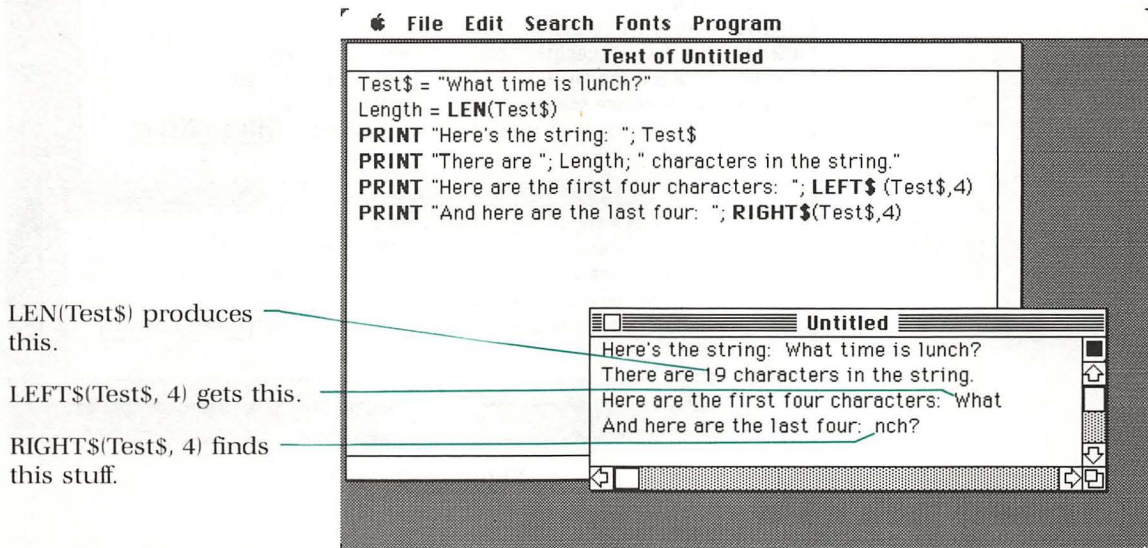 File Edit Search Fonts Program
Text of Untitled
Test$ = "What time is lunch?"
Length = LEN(Test$)
PRINT "Here's the string:  "; Test$
PRINT "There are "; Length; " characters in the string."
PRINT "Here are the first four characters:  "; LEFT$ (Test$,4)
PRINT "And here are the last four:  "; RIGHT$(Test$,4)
LEN(Test$) produces
this.
LEFT$(Test$, 4) gets this.
RIGHT$(Test$, 4) finds
this stuff.
Untitled
Here's the string:  What time is lunch?
There are 19 characters in the string.
Here are the first four characters:  What
And here are the last four:  nch?